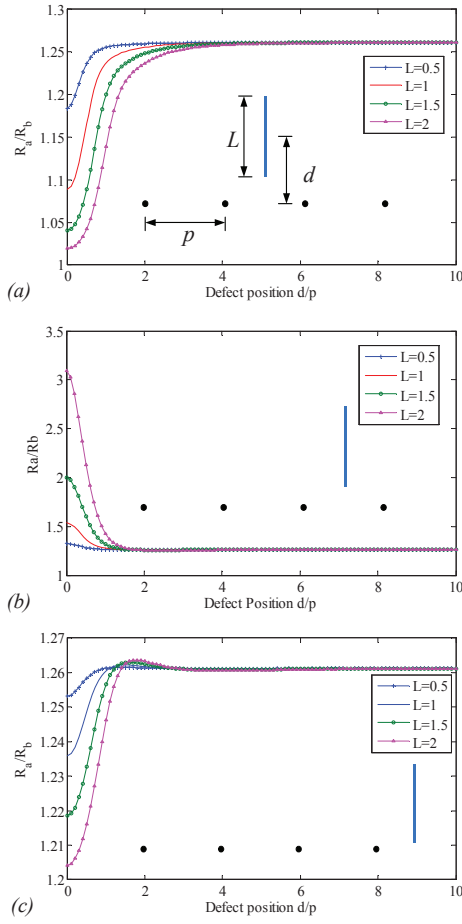 1.3
1.25
1.2
1.15
1.1
1.05
1
R_a/R_b
L=0.5
L=1
L=1.5
L=2
L
d
p
0 2 4 6 8 10
Defect position d/p
(a)
3.5
3
2.5
2
1.5
1
Ra/Rb
L=0.5
L=1
L=1.5
L=2
0 2 4 6 8 10
Defect Position d/p
(b)
1.27
1.26
1.25
1.24
1.23
1.22
1.21
1.2
R_a/R_b
L=0.5
L=1
L=1.5
L=2
0 2 4 6 8 10
Defect position d/p
(c)